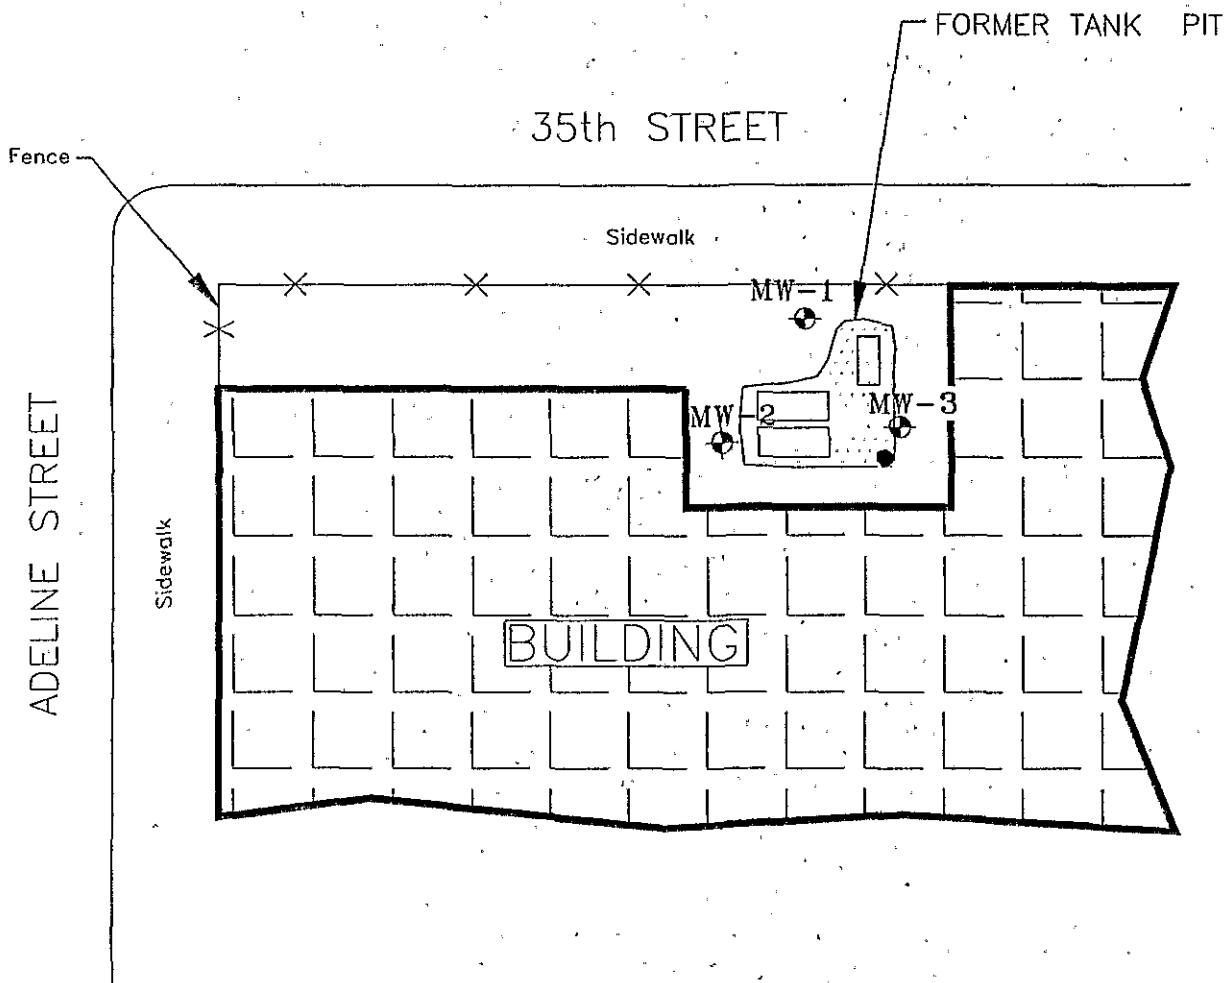 FORMER TANK PIT
35th STREET
Fence
Sidewalk
MW-1
MW-2
MW-3
ADELINE STREET
Sidewalk
BUILDING